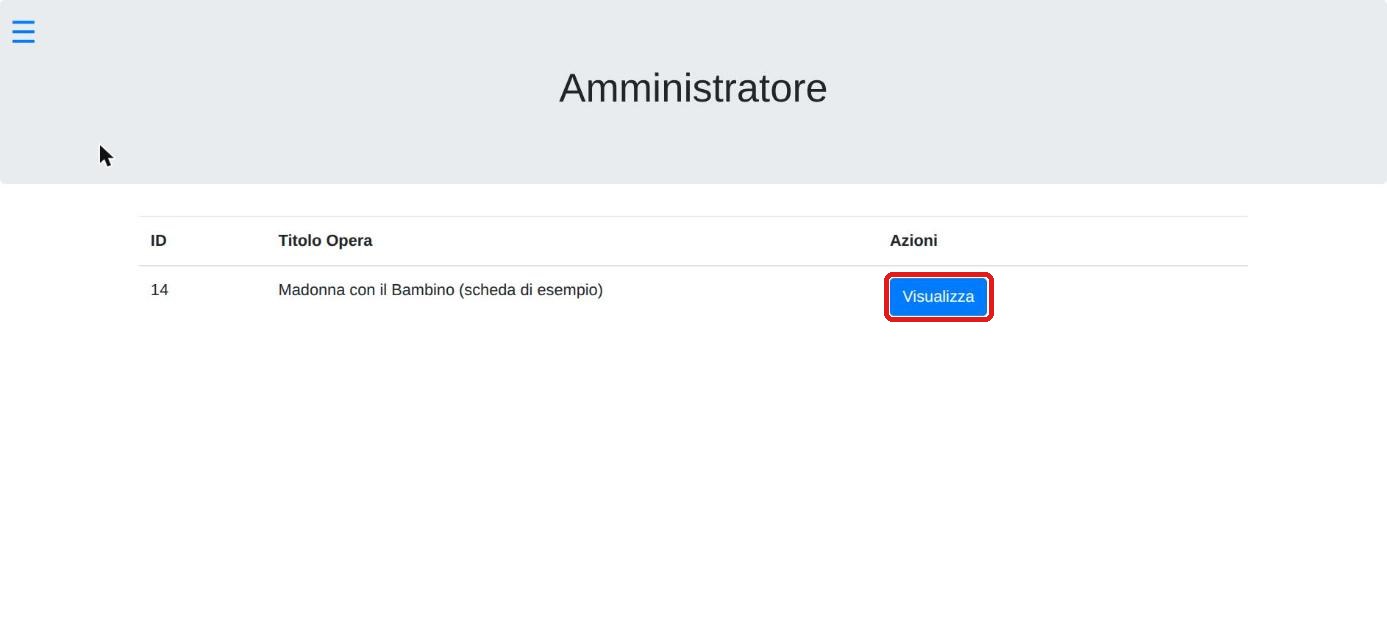 Amministratore
ID Titolo Opera Azioni
14 Madonna con il Bambino (scheda di esempio) Visualizza